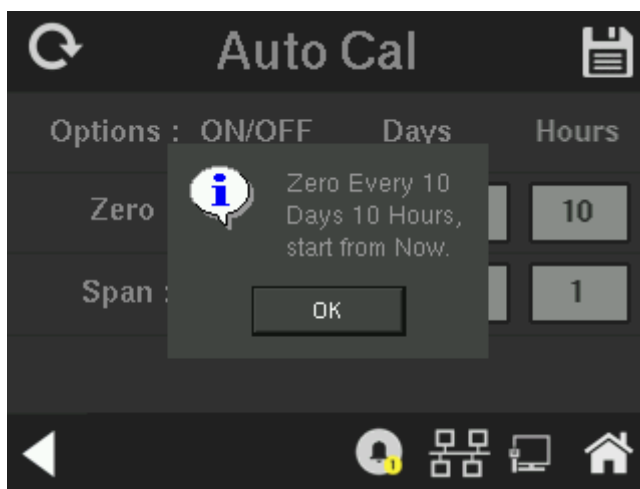 Auto Cal
Options : ON/OFF Days Hours
Zero 10
Zero Every 10
Days 10 Hours,
start from Now.
Span : 1
OK
1